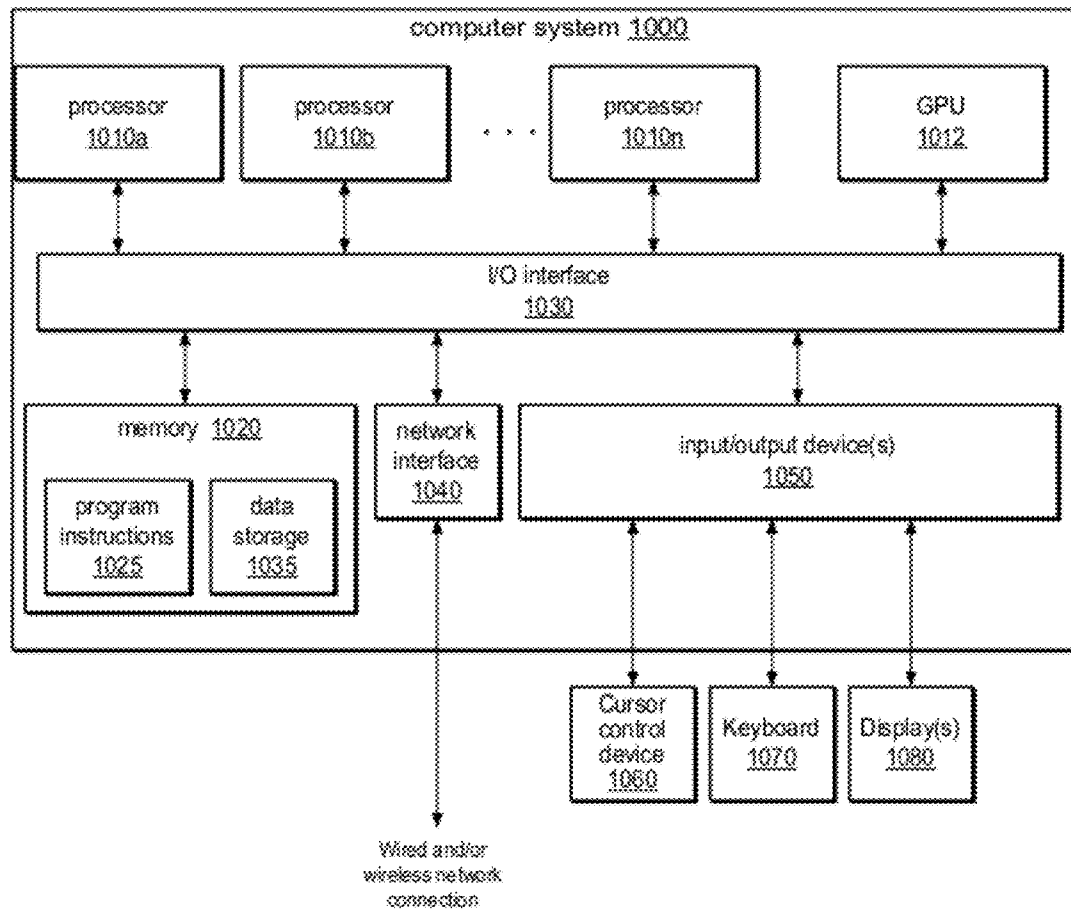 computer system 1000
processor
1010a
processor
1010b
. . .
processor
1010n
GPU
1012
I/O interface
1030
memory 1020
program
instructions
1025
data
storage
1035
network
interface
1040
input/output device(s)
1050
Cursor
control
device
1060
Keyboard
1070
Display(s)
1080
Wired and/or
wireless network
connection